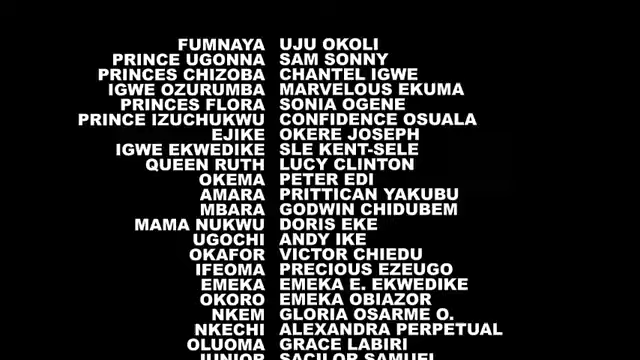 FUMNAYA UJU OKOLI
PRINCE UGONNA SAM SONNY
PRINCES CHIZOBA CHANTEL IGWE
IGWE OZURUMBA MARVELOUS EKUMA
PRINCES FLORA SONIA OGENE
PRINCE IZUCHUKWU CONFIDENCE OSUALA
EJIKE OKERE JOSEPH
IGWE EKWEDIKE SLE KENT-SELE
QUEEN RUTH LUCY CLINTON
OKEMA PETER EDI
AMARA PRITTICAN YAKUBU
MBARA GODWIN CHIDUBEM
MAMA NUKWU DORIS EKE
UGOCHI ANDY IKE
OKAFOR VICTOR CHIEDU
IFEOMA PRECIOUS EZEUGO
EMEKA EMEKA E. EKWEDIKE
OKORO EMEKA OBIAZOR
NKEM GLORIA OSARME O.
NKECHI ALEXANDRA PERPETUAL
OLUOMA GRACE LABIRI
JUNIOR SAMUEL